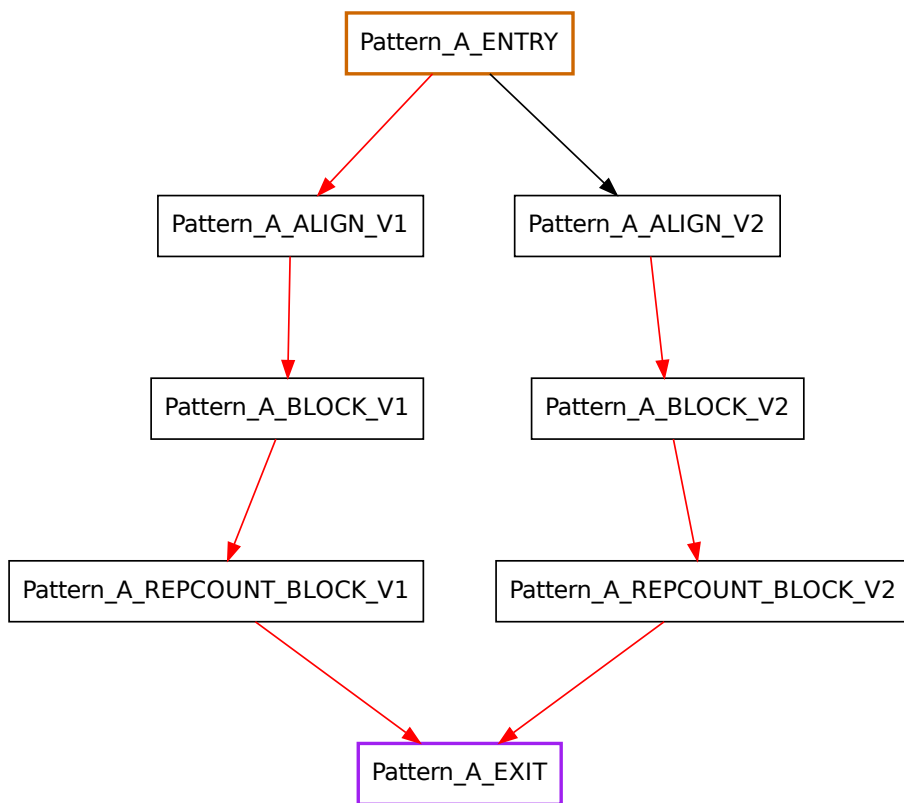 Pattern_A_ENTRY
Pattern_A_ALIGN_V1
Pattern_A_ALIGN_V2
Pattern_A_BLOCK_V1
Pattern_A_BLOCK_V2
Pattern_A_REPCOUNT_BLOCK_V1
Pattern_A_REPCOUNT_BLOCK_V2
Pattern_A_EXIT